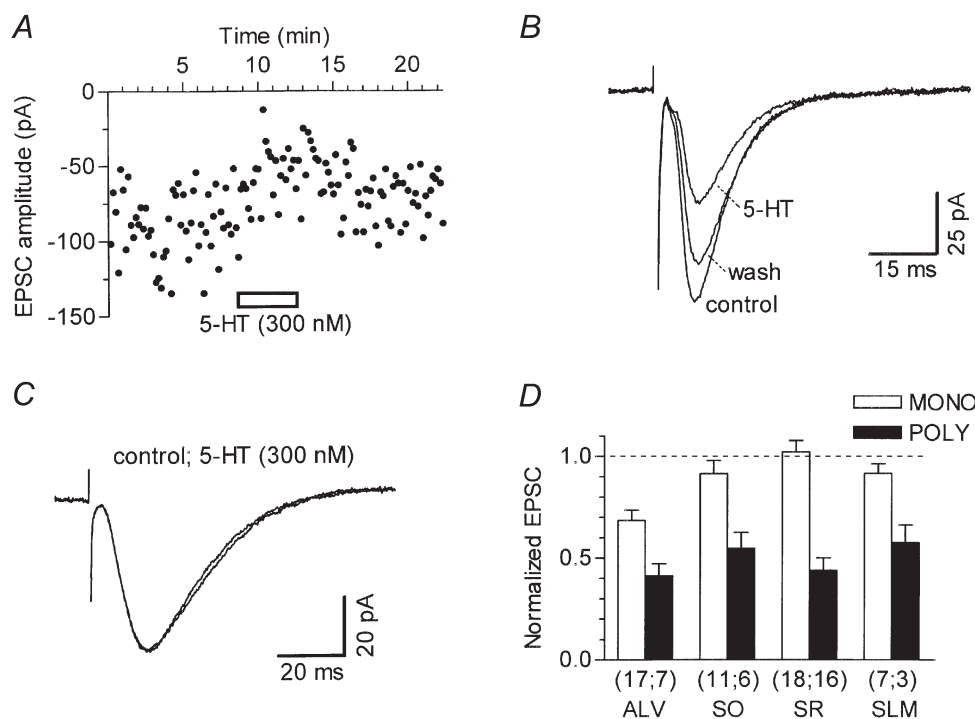 A
Time (min)
5 10 15 20
EPSC amplitude (pA)
0
-50
-100
-150
5-HT (300 nM)
B
5-HT
wash
control
25 pA
15 ms
C
control; 5-HT (300 nM)
20 pA
20 ms
D
MONO
POLY
Normalized EPSC
1.0
0.5
0.0
(17;7) (11;6) (18;16) (7;3)
ALV SO SR SLM